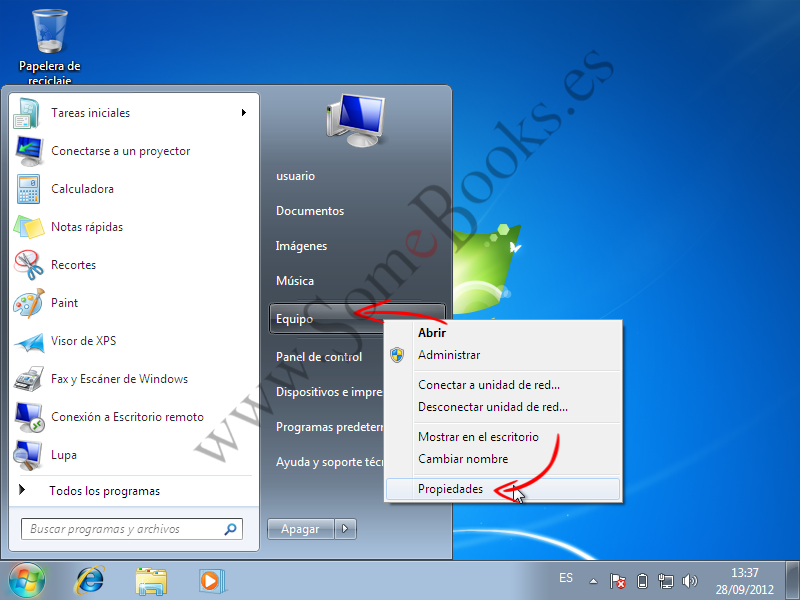 Papelera de
reciclaje
Tareas iniciales
Conectarse a un proyector
Calculadora
Notas rápidas
Recortes
Paint
Visor de XPS
Fax y Escáner de Windows
Conexión a Escritorio remoto
Lupa
Todos los programas
Buscar programas y archivos
usuario
Documentos
Imágenes
Música
Equipo
Panel de control
Dispositivos e impre
Programas predeterr
Ayuda y soporte técr
Apagar
Abrir
Administrar
Conectar a unidad de red...
Desconectar unidad de red...
Mostrar en el escritorio
Cambiar nombre
Propiedades
www.SomeBooks.es
ES
13:37
28/09/2012